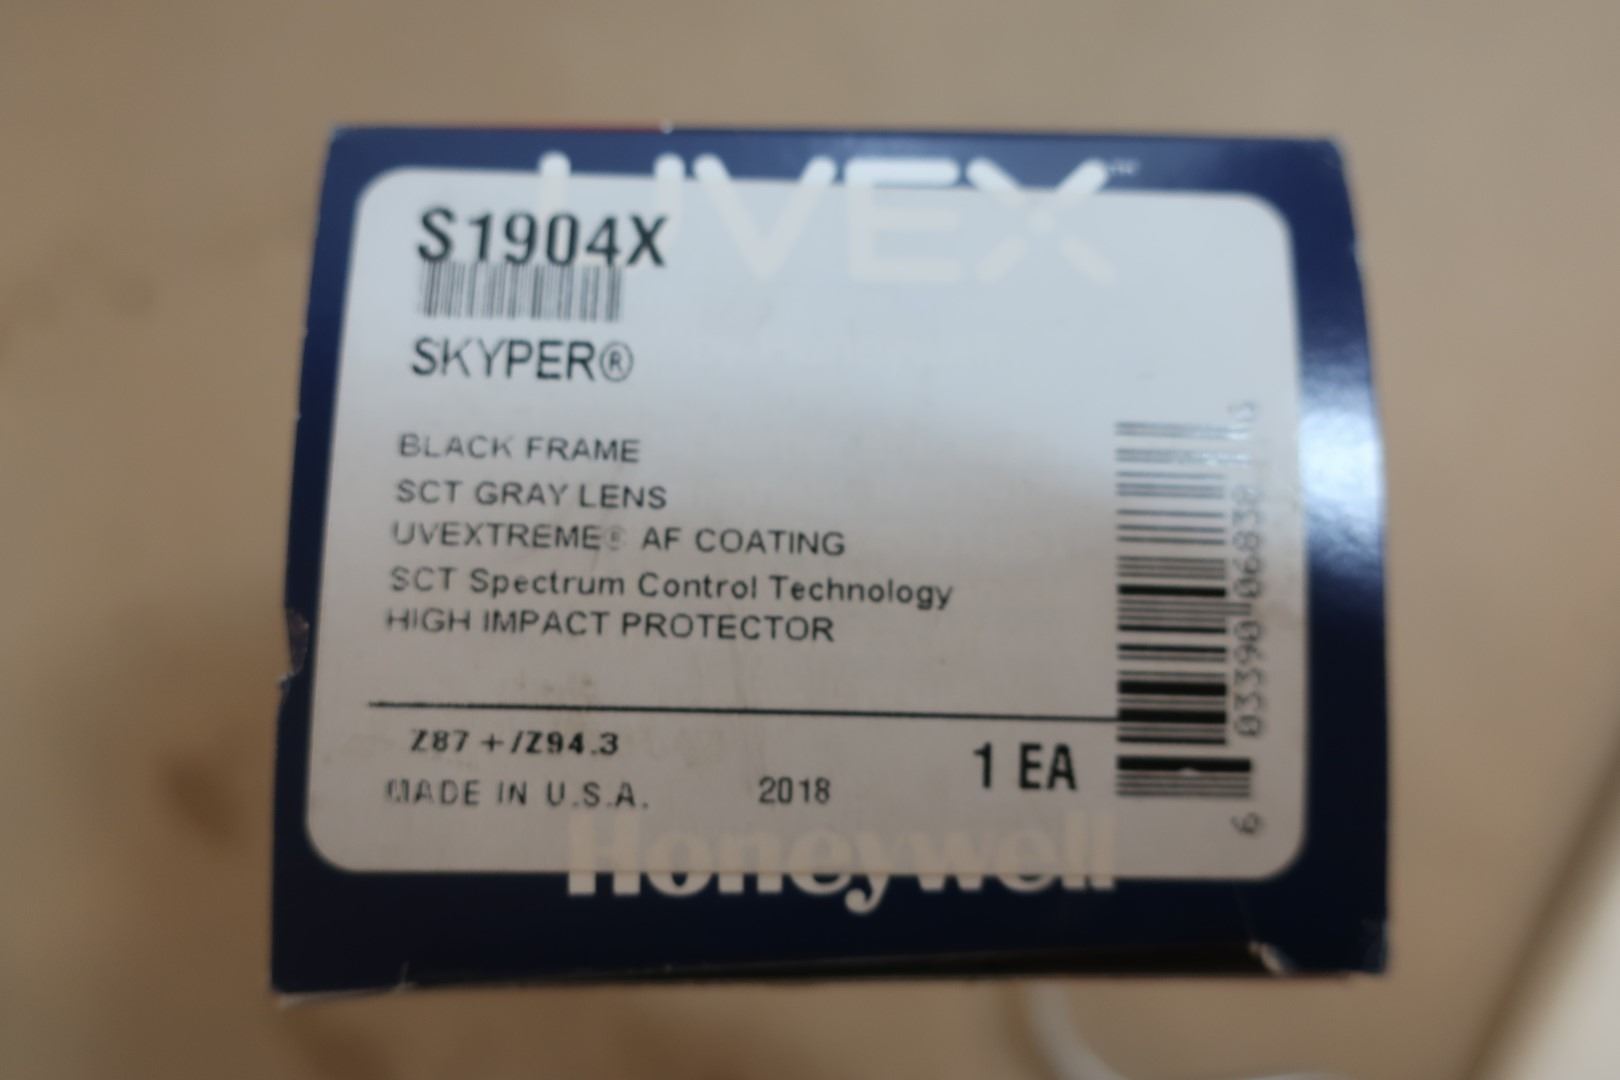 UVEX™
S1904X
SKYPER®
BLACK FRAME
SCT GRAY LENS
UVEXTREME® AF COATING
SCT Spectrum Control Technology
HIGH IMPACT PROTECTOR
Z87 +/Z94.3
MADE IN U.S.A. 2018 1 EA
Honeywell